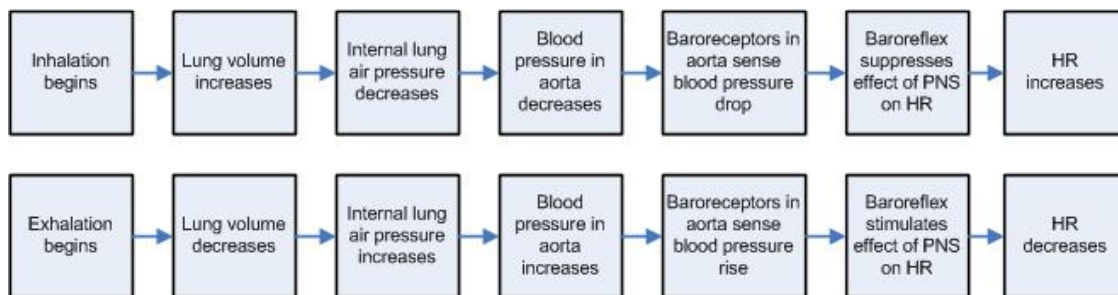 Inhalation
begins
Lung volume
increases
Internal lung
air pressure
decreases
Blood
pressure in
aorta
decreases
Baroreceptors in
aorta sense
blood pressure
drop
Baroreflex
suppresses
effect of PNS
on HR
HR
increases
Exhalation
begins
Lung volume
decreases
Internal lung
air pressure
increases
Blood
pressure in
aorta
increases
Baroreceptors in
aorta sense
blood pressure
rise
Baroreflex
stimulates
effect of PNS
on HR
HR
decreases